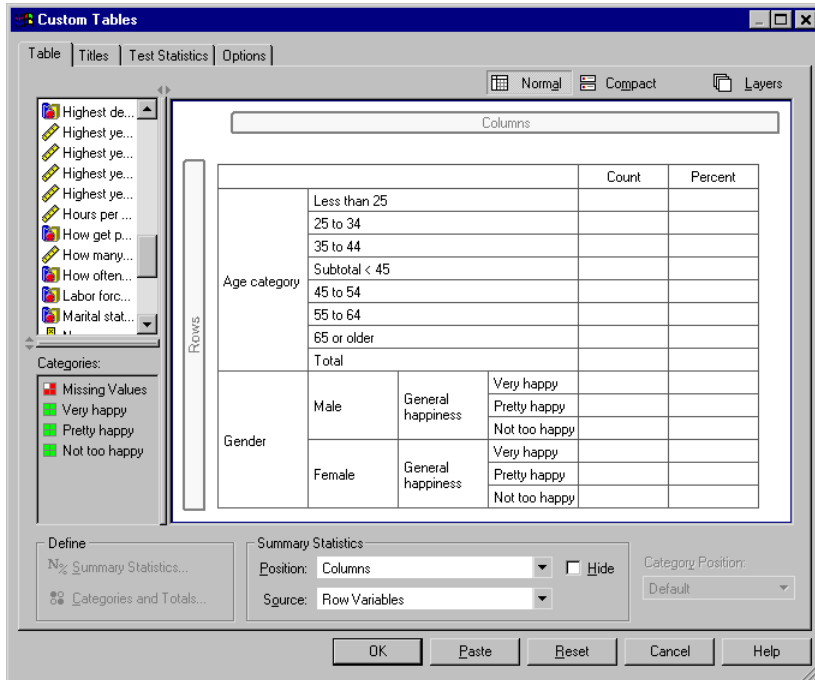 Custom Tables
Table Titles Test Statistics Options
Normal Compact Layers
Highest de...
Highest ye...
Highest ye...
Highest ye...
Highest ye...
Hours per ...
How get p...
How many...
How often...
Labor forc...
Marital stat...
Categories:
Missing Values
Very happy
Pretty happy
Not too happy
Columns
Rows
Count Percent
Age category
Less than 25
25 to 34
35 to 44
Subtotal < 45
45 to 54
55 to 64
65 or older
Total
Gender
Male
General
happiness
Very happy
Pretty happy
Not too happy
Female
General
happiness
Very happy
Pretty happy
Not too happy
Define
N% Summary Statistics...
Categories and Totals...
Summary Statistics
Position: Columns
Hide
Source: Row Variables
Category Position:
Default
OK Paste Reset Cancel Help